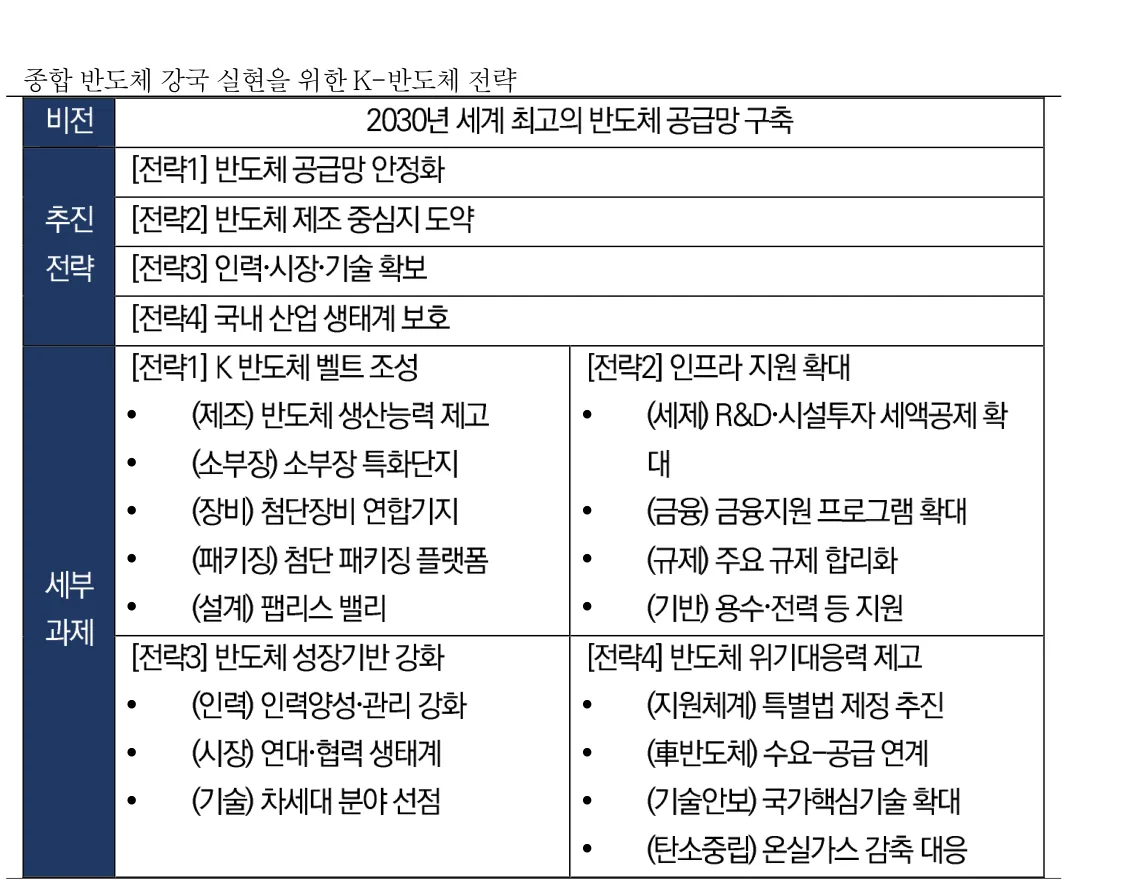 종합 반도체 강국 실현을 위한 K-반도체 전략
비전
2030년 세계 최고의 반도체 공급망 구축
추진
전략
[전략1] 반도체 공급망 안정화
[전략2] 반도체 제조 중심지 도약
[전략3] 인력·시장·기술 확보
[전략4] 국내 산업 생태계 보호
세부
과제
[전략1] K 반도체 벨트 조성
• (제조) 반도체 생산능력 제고
• (소부장) 소부장 특화단지
• (장비) 첨단장비 연합기지
• (패키징) 첨단 패키징 플랫폼
• (설계) 팹리스 밸리
[전략2] 인프라 지원 확대
• (세제) R&D·시설투자 세액공제 확
대
• (금융) 금융지원 프로그램 확대
• (규제) 주요 규제 합리화
• (기반) 용수·전력 등 지원
[전략3] 반도체 성장기반 강화
• (인력) 인력양성·관리 강화
• (시장) 연대·협력 생태계
• (기술) 차세대 분야 선점
[전략4] 반도체 위기대응력 제고
• (지원체계) 특별법 제정 추진
• (車반도체) 수요-공급 연계
• (기술안보) 국가핵심기술 확대
• (탄소중립) 온실가스 감축 대응